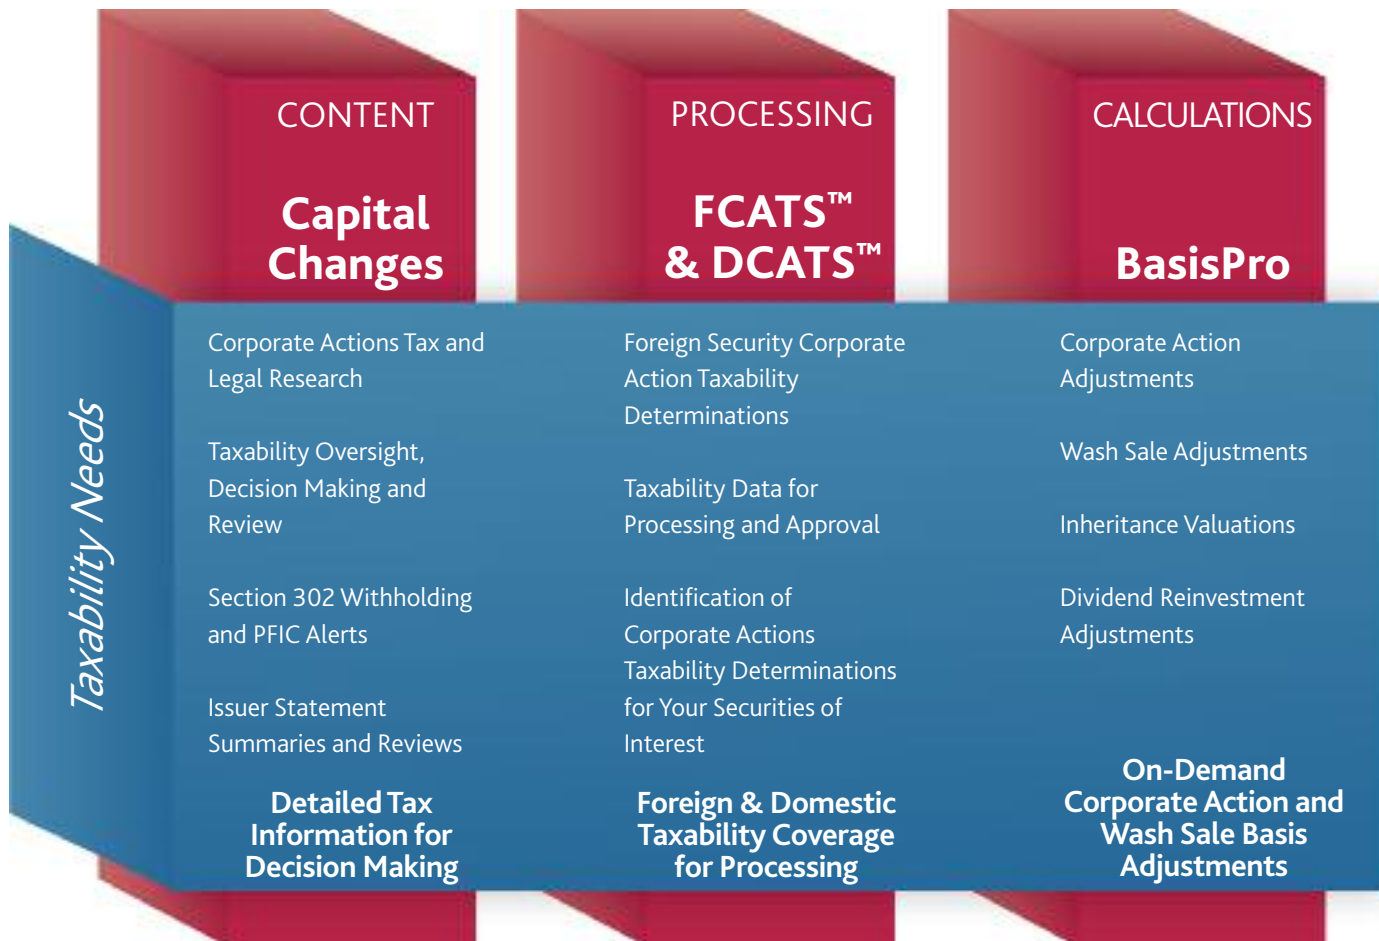 CONTENT
Capital
Changes
PROCESSING
FCATS™
& DCATS™
CALCULATIONS
BasisPro
Taxability Needs
Corporate Actions Tax and
Legal Research
Taxability Oversight,
Decision Making and
Review
Section 302 Withholding
and PFIC Alerts
Issuer Statement
Summaries and Reviews
Detailed Tax
Information for
Decision Making
Foreign Security Corporate
Action Taxability
Determinations
Taxability Data for
Processing and Approval
Identification of
Corporate Actions
Taxability Determinations
for Your Securities of
Interest
Foreign & Domestic
Taxability Coverage
for Processing
Corporate Action
Adjustments
Wash Sale Adjustments
Inheritance Valuations
Dividend Reinvestment
Adjustments
On-Demand
Corporate Action and
Wash Sale Basis
Adjustments